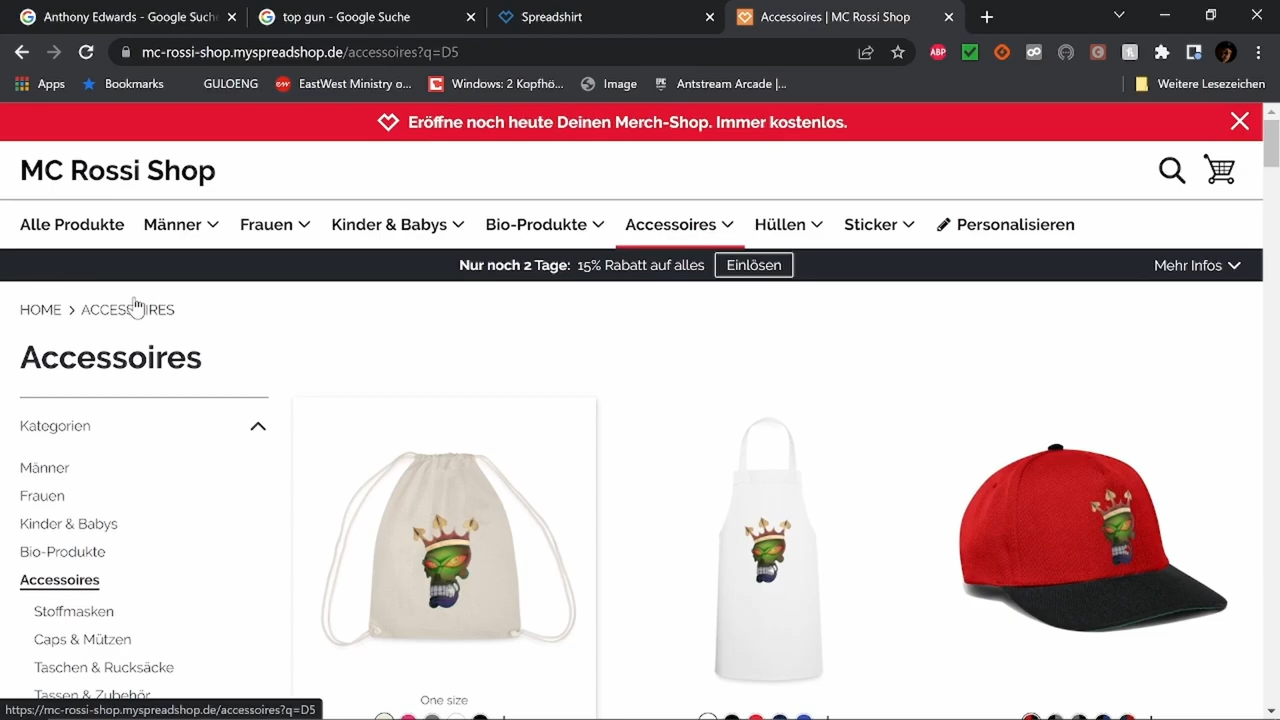 Anthony Edwards - Google Suche
top gun - Google Suche
Spreadshirt
Accessoires | MC Rossi Shop
mc-rossi-shop.myspreadshop.de/accessoires?q=D5
ABP
Apps
Bookmarks
GULOENG
EastWest Ministry o...
Windows: 2 Kopfhö...
Image
Antstream Arcade |...
Weitere Lesezeichen
Eröffne noch heute Deinen Merch-Shop. Immer kostenlos.
MC Rossi Shop
Alle Produkte Männer Frauen Kinder & Babys Bio-Produkte Accessoires Hüllen Sticker Personalisieren
Nur noch 2 Tage: 15% Rabatt auf alles Einlösen Mehr Infos
HOME > ACCESSOIRES
Accessoires
Kategorien
Männer
Frauen
Kinder & Babys
Bio-Produkte
Accessoires
Stoffmasken
Caps & Mützen
Taschen & Rucksäcke
Tassen & Zubehör
One size
https://mc-rossi-shop.myspreadshop.de/accessoires?q=D5